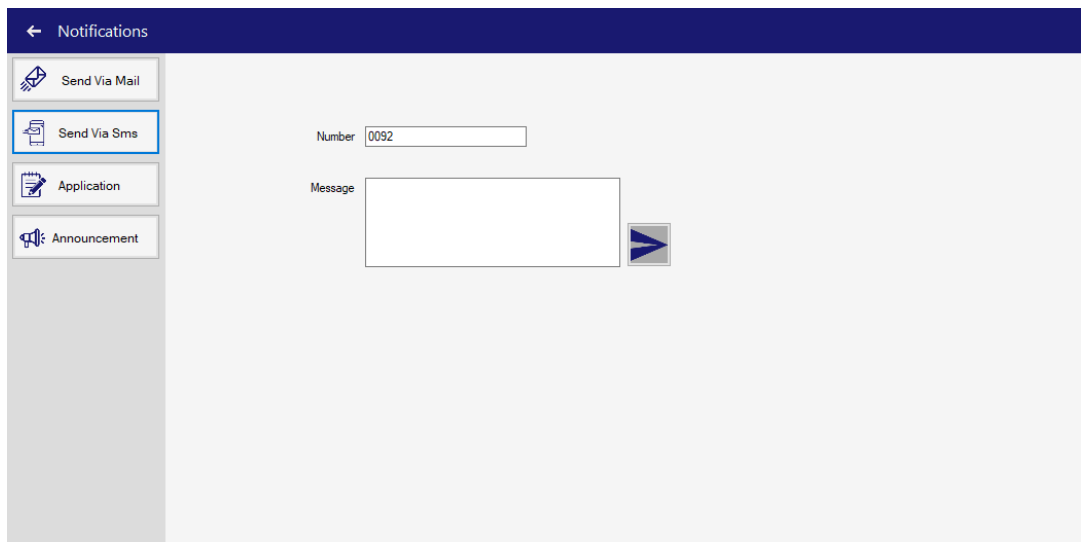 Notifications
Send Via Mail
Send Via Sms
Application
Announcement
Number 0092
Message